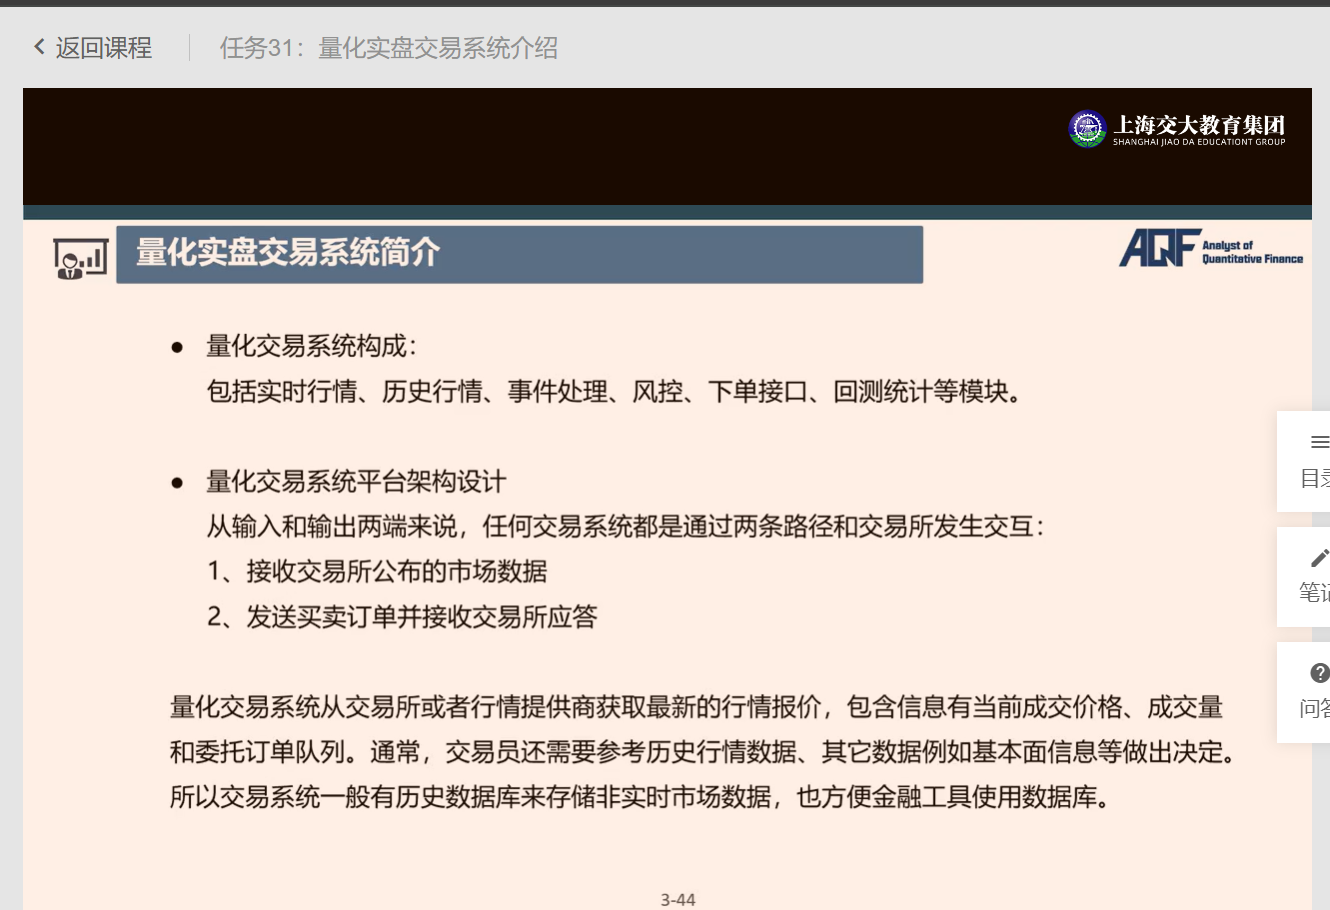 返回课程
任务31：量化实盘交易系统介绍
上海交大教育集团
SHANGHAI JIAO DA EDUCATIONT GROUP
量化实盘交易系统简介
AQF Analyst of
Quantitative Finance
● 量化交易系统构成：
包括实时行情、历史行情、事件处理、风控、下单接口、回测统计等模块。
● 量化交易系统平台架构设计
从输入和输出两端来说，任何交易系统都是通过两条路径和交易所发生交互：
1、接收交易所公布的市场数据
2、发送买卖订单并接收交易所应答
量化交易系统从交易所或者行情提供商获取最新的行情报价，包含信息有当前成交价格、成交量
和委托订单队列。通常，交易员还需要参考历史行情数据、其它数据例如基本面信息等做出决定。
所以交易系统一般有历史数据库来存储非实时市场数据，也方便金融工具使用数据库。
3-44
目录
笔记
问答